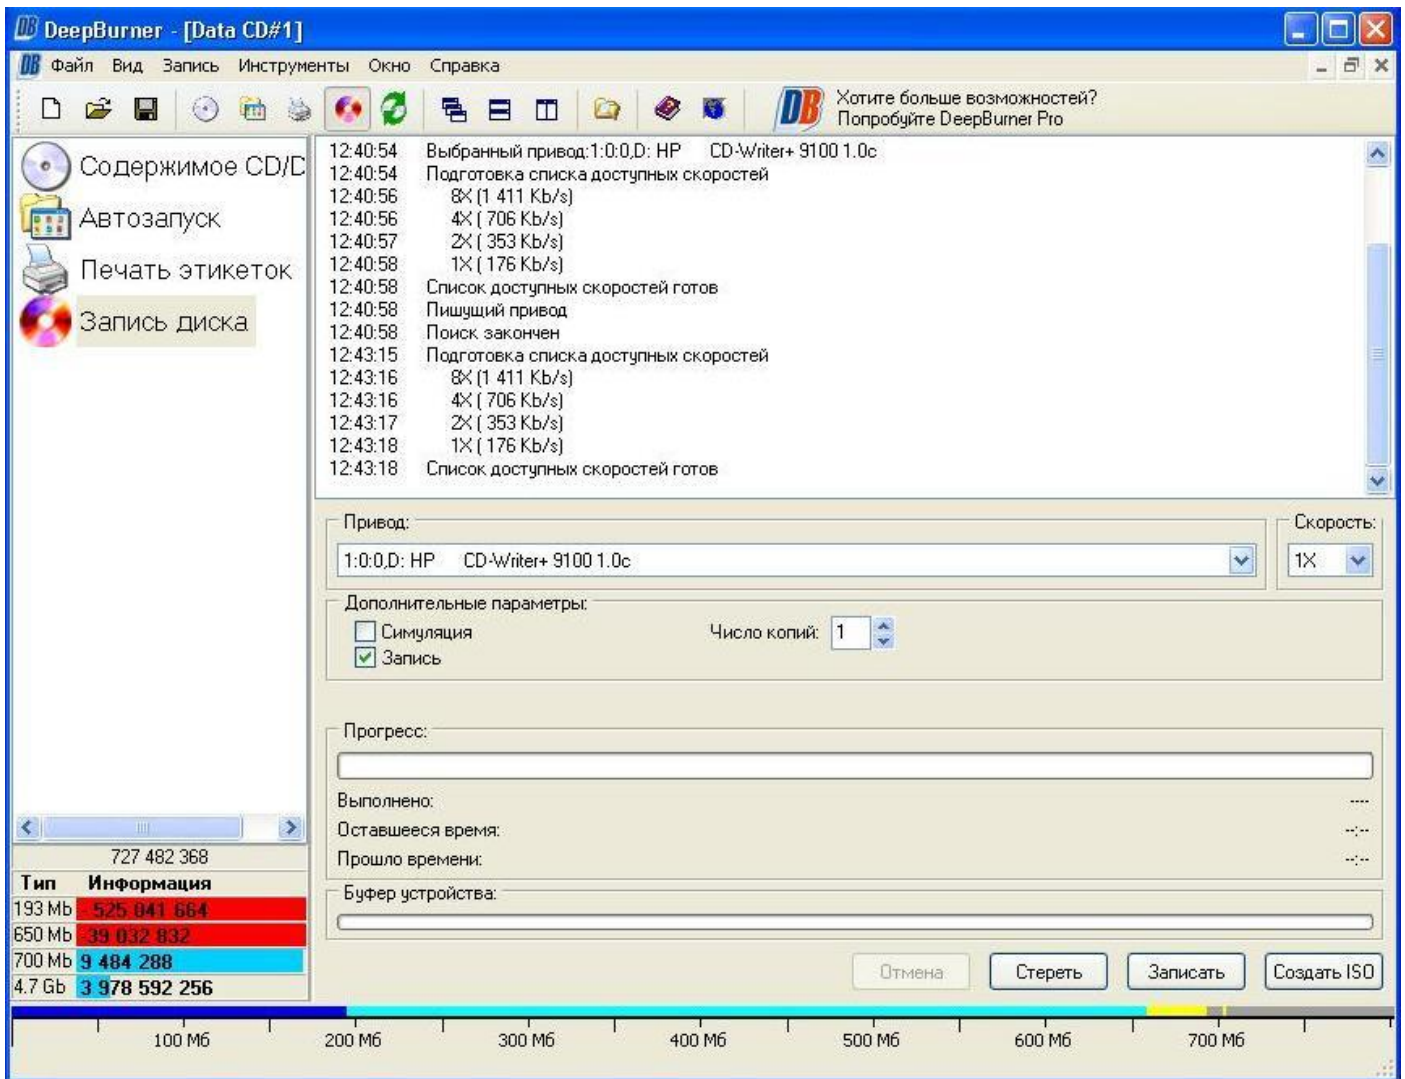 DeepBurner - [Data CD#1]
Файл Вид Запись Инструменты Окно Справка
DB Хотите больше возможностей?
Попробуйте DeepBurner Pro
Содержимое CD/D
Автозапуск
Печать этикеток
Запись диска
12:40:54 Выбранный привод:1:0:0,D: HP CD-Writer+ 9100 1.0c
12:40:54 Подготовка списка доступных скоростей
12:40:56 8X (1 411 Kb/s)
12:40:56 4X ( 706 Kb/s)
12:40:57 2X ( 353 Kb/s)
12:40:58 1X ( 176 Kb/s)
12:40:58 Список доступных скоростей готов
12:40:58 Пишущий привод
12:40:58 Поиск закончен
12:43:15 Подготовка списка доступных скоростей
12:43:16 8X (1 411 Kb/s)
12:43:16 4X ( 706 Kb/s)
12:43:17 2X ( 353 Kb/s)
12:43:18 1X ( 176 Kb/s)
12:43:18 Список доступных скоростей готов
Привод:
1:0:0,D: HP CD-Writer+ 9100 1.0c
Скорость:
1X
Дополнительные параметры:
Симуляция
Запись
Число копий: 1
Прогресс:
Выполнено: ----
Оставшееся время: --:--
Прошло времени: --:--
Буфер устройства:
Отмена Стереть Записать Создать ISO
727 482 368
Тип Информация
193 Mb - 525 041 664
650 Mb -39 032 832
700 Mb 9 484 288
4.7 Gb 3 978 592 256
100 Мб 200 Мб 300 Мб 400 Мб 500 Мб 600 Мб 700 Мб